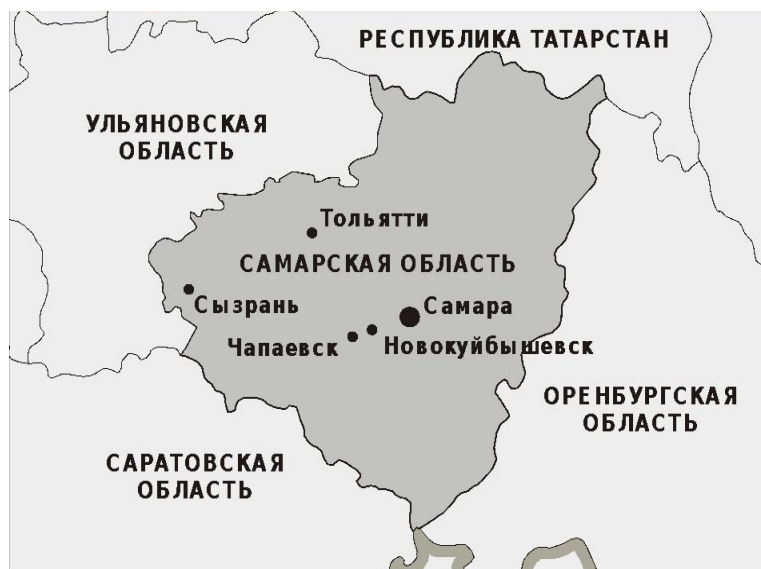 РЕСПУБЛИКА ТАТАРСТАН
УЛЬЯНОВСКАЯ
ОБЛАСТЬ
Тольятти
САМАРСКАЯ ОБЛАСТЬ
Сызрань
Самара
Чапаевск
Новокуйбышевск
ОРЕНБУРГСКАЯ
ОБЛАСТЬ
САРАТОВСКАЯ
ОБЛАСТЬ